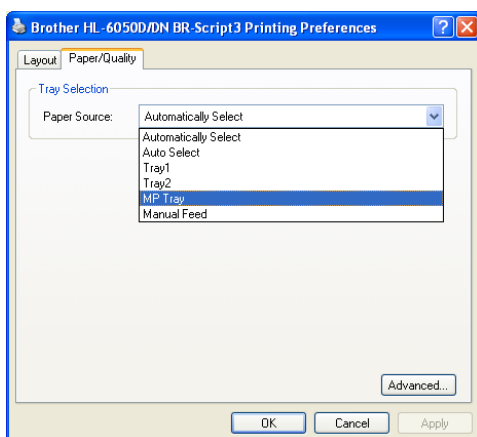 Brother HL-6050D/DN BR-Script3 Printing Preferences
Layout Paper/Quality
Tray Selection
Paper Source: Automatically Select
Automatically Select
Auto Select
Tray1
Tray2
MP Tray
Manual Feed
Advanced...
OK Cancel Apply